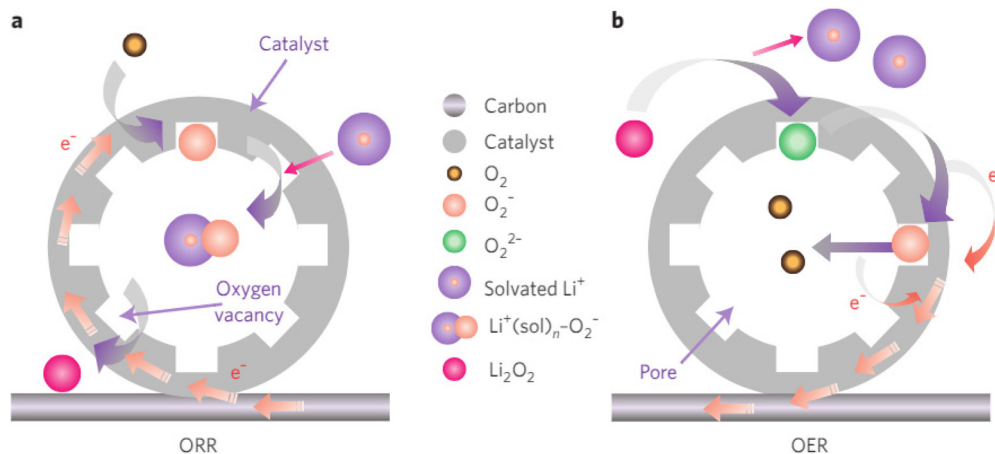 a
Catalyst
e⁻
Oxygen
vacancy
e⁻
ORR
Carbon
Catalyst
O₂
O₂⁻
O₂²⁻
Solvated Li⁺
Li⁺(sol)ₙ–O₂⁻
Li₂O₂
b
e
e⁻
Pore
OER